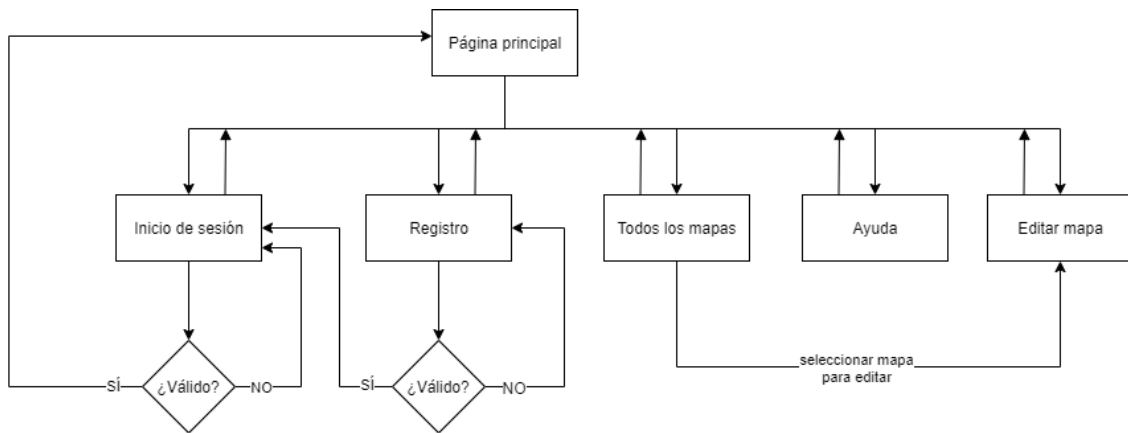 Página principal
Inicio de sesión
Registro
Todos los mapas
Ayuda
Editar mapa
seleccionar mapa
para editar
SÍ
¿Válido?
NO
SÍ
¿Válido?
NO